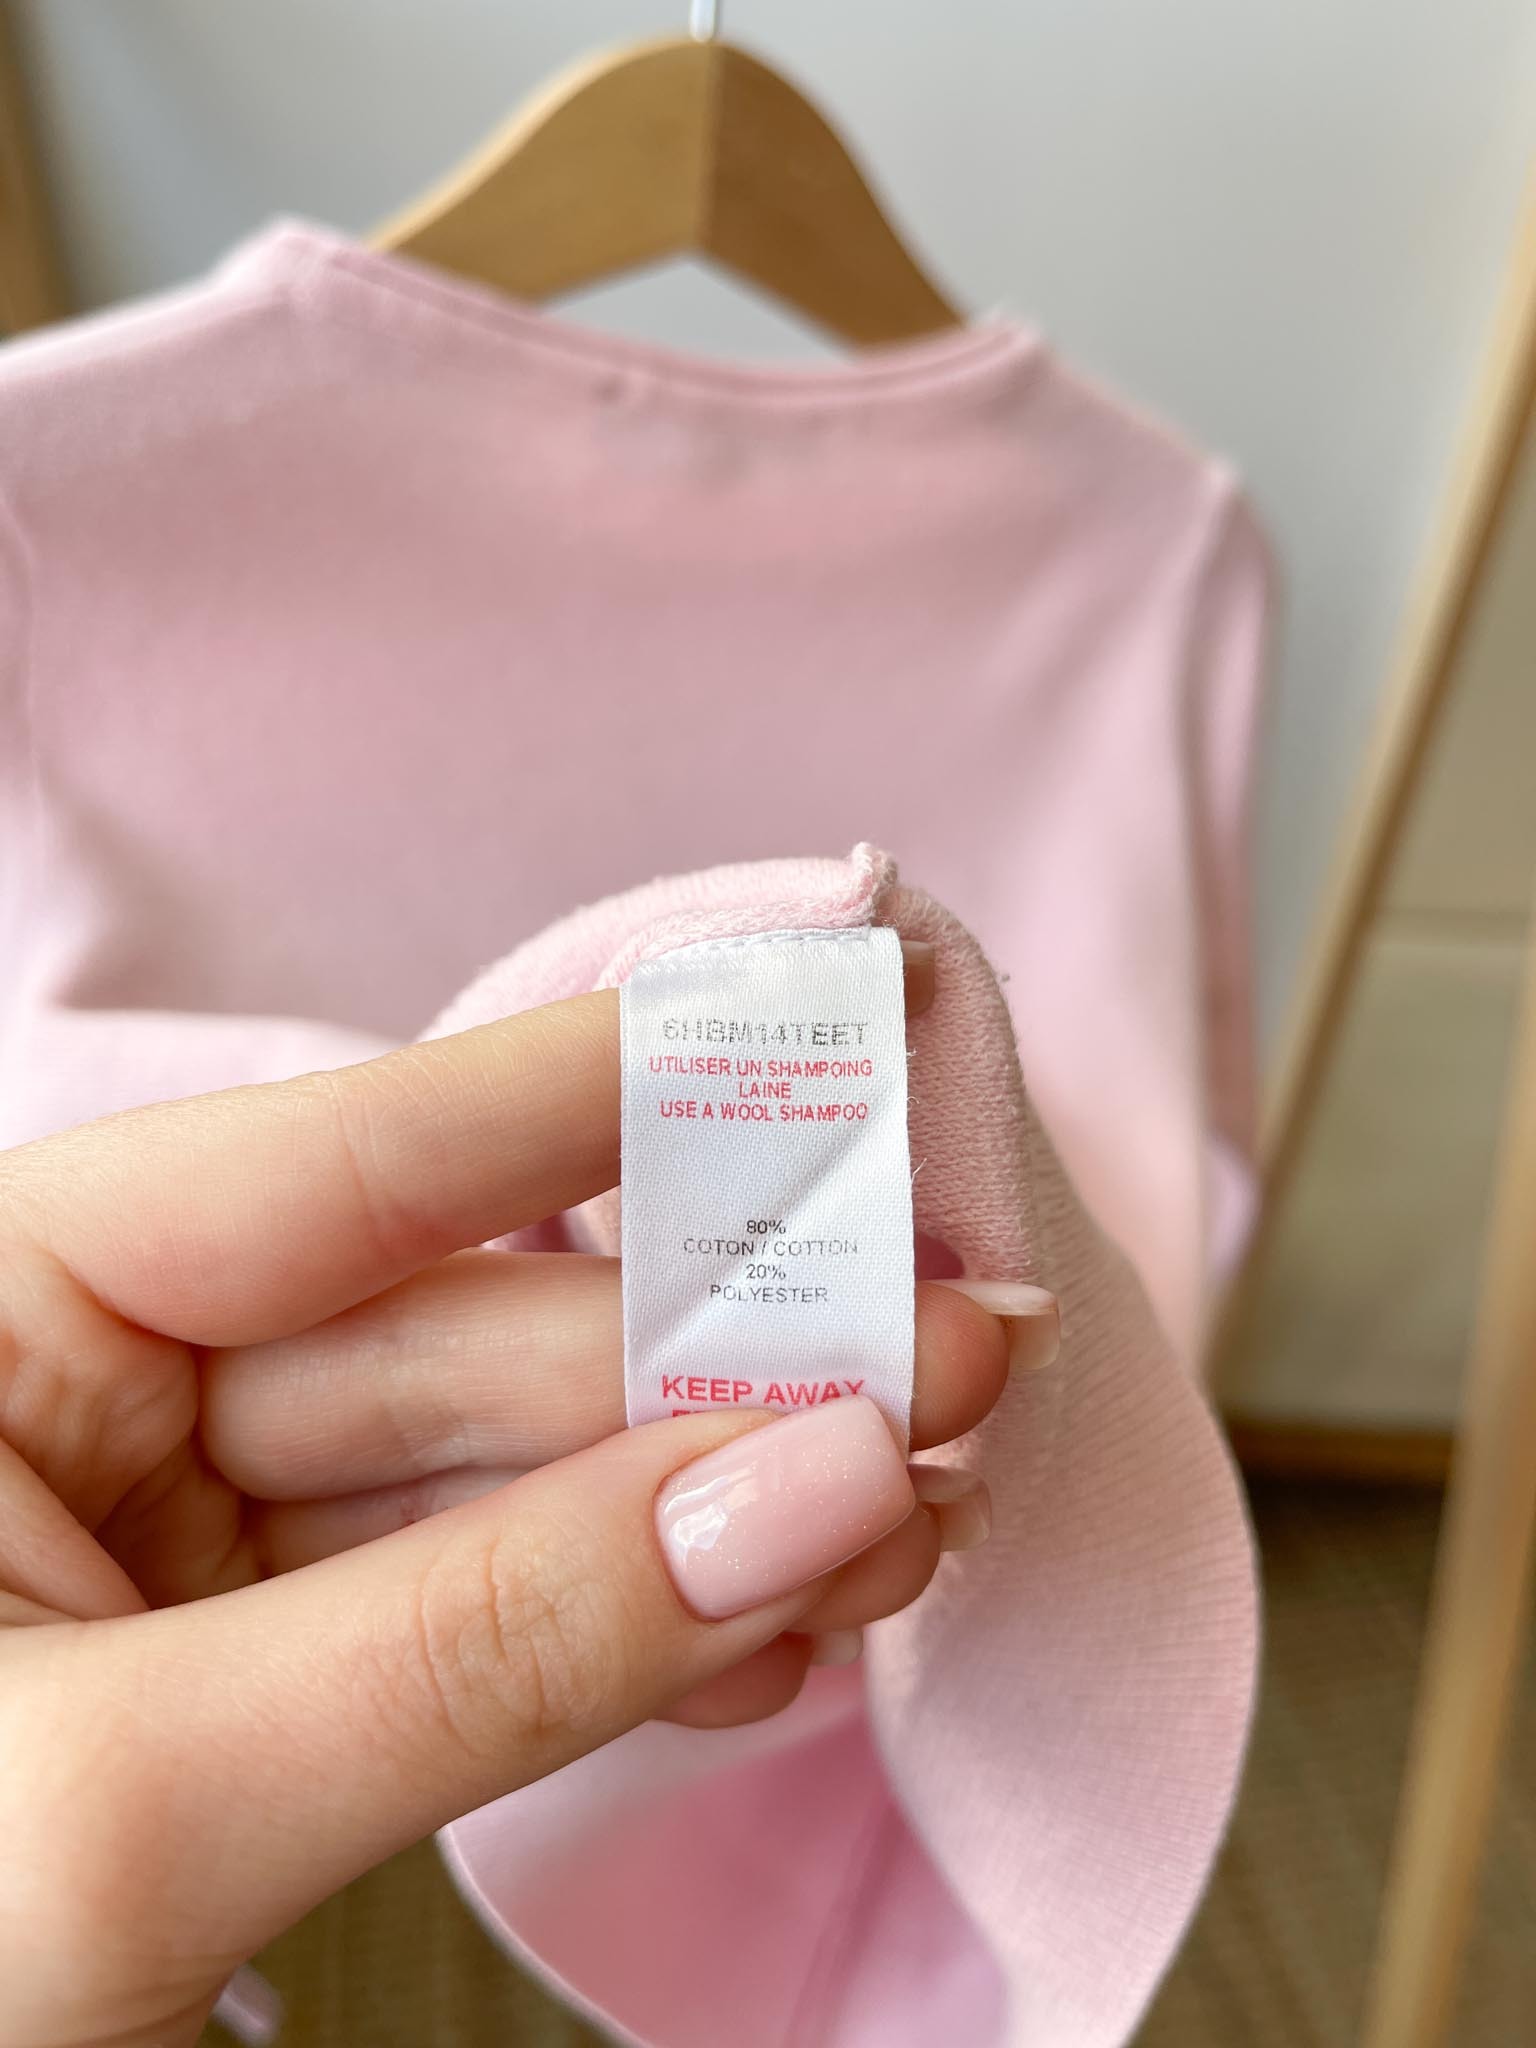 6HBM14TEET
UTILISER UN SHAMPOING
LAINE
USE A WOOL SHAMPOO
80%
COTON / COTTON
20%
POLYESTER
KEEP AWAY